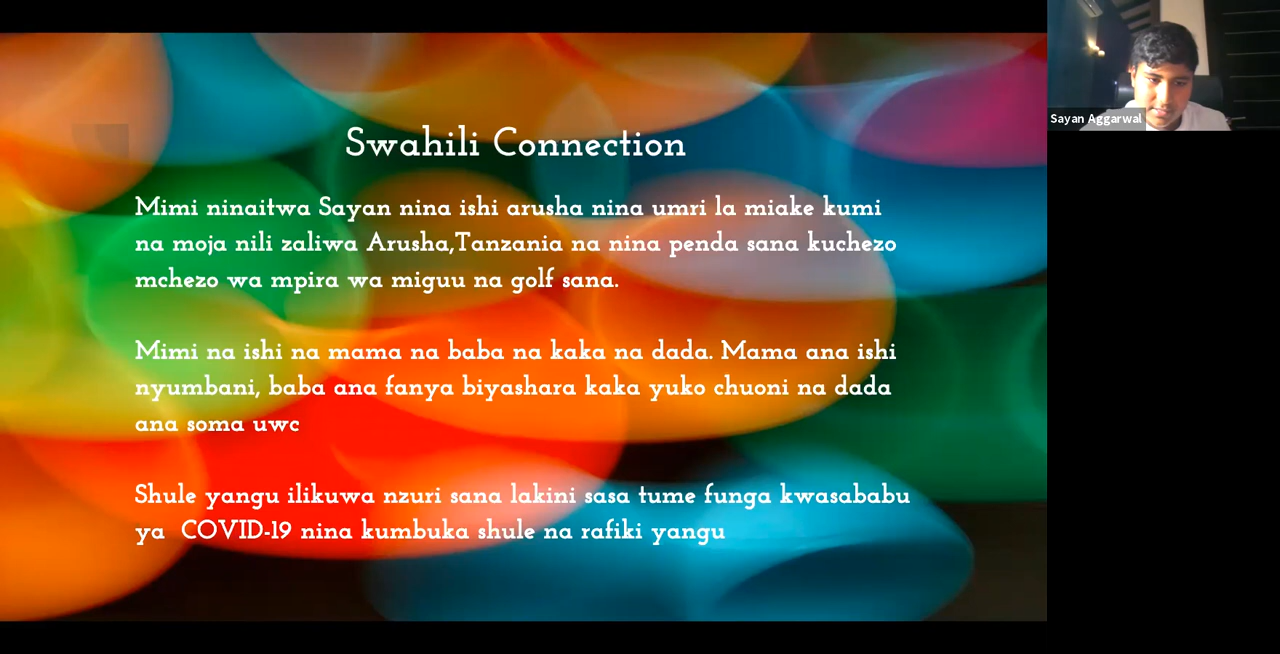 Swahili Connection
Mimi ninaitwa Sayan nina ishi arusha nina umri la miake kumi
na moja nili zaliwa Arusha,Tanzania na nina penda sana kuchezo
mchezo wa mpira wa miguu na golf sana.
Mimi na ishi na mama na baba na kaka na dada. Mama ana ishi
nyumbani, baba ana fanya biyashara kaka yuko chuoni na dada
ana soma uwc
Shule yangu ilikuwa nzuri sana lakini sasa tume funga kwasababu
ya COVID-19 nina kumbuka shule na rafiki yangu
Sayan Aggarwal